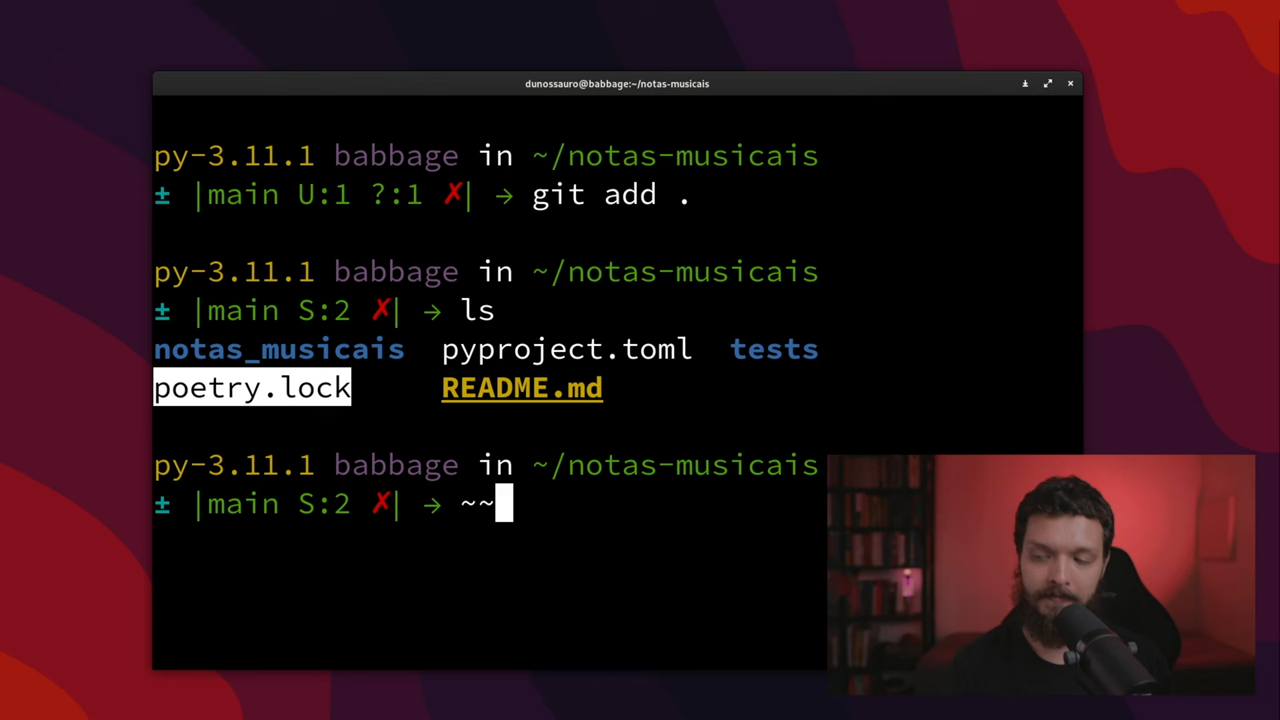 dunossauro@babbage:~/notas-musicais
py-3.11.1 babbage in ~/notas-musicais
± |main U:1 ?:1 ✗| → git add .
py-3.11.1 babbage in ~/notas-musicais
± |main S:2 ✗| → ls
notas_musicais pyproject.toml tests
poetry.lock README.md
py-3.11.1 babbage in ~/notas-musicais
± |main S:2 ✗| → ~~